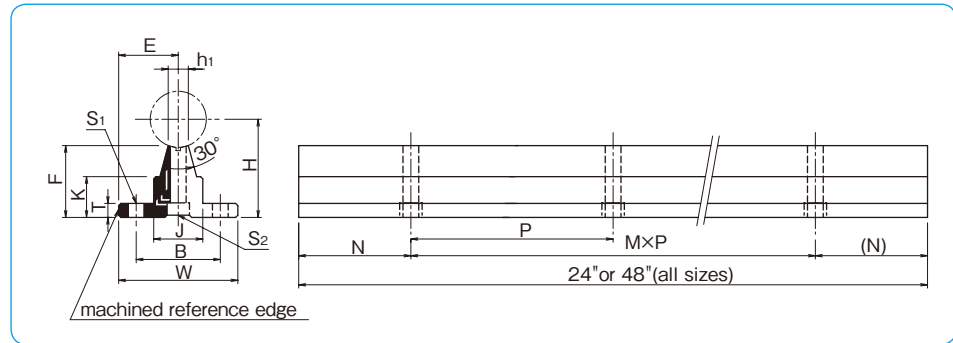 E
h1
S1
30°
H
F
K
T
J
S2
B
W
machined reference edge
P
N
M×P
(N)
24"or 48"(all sizes)